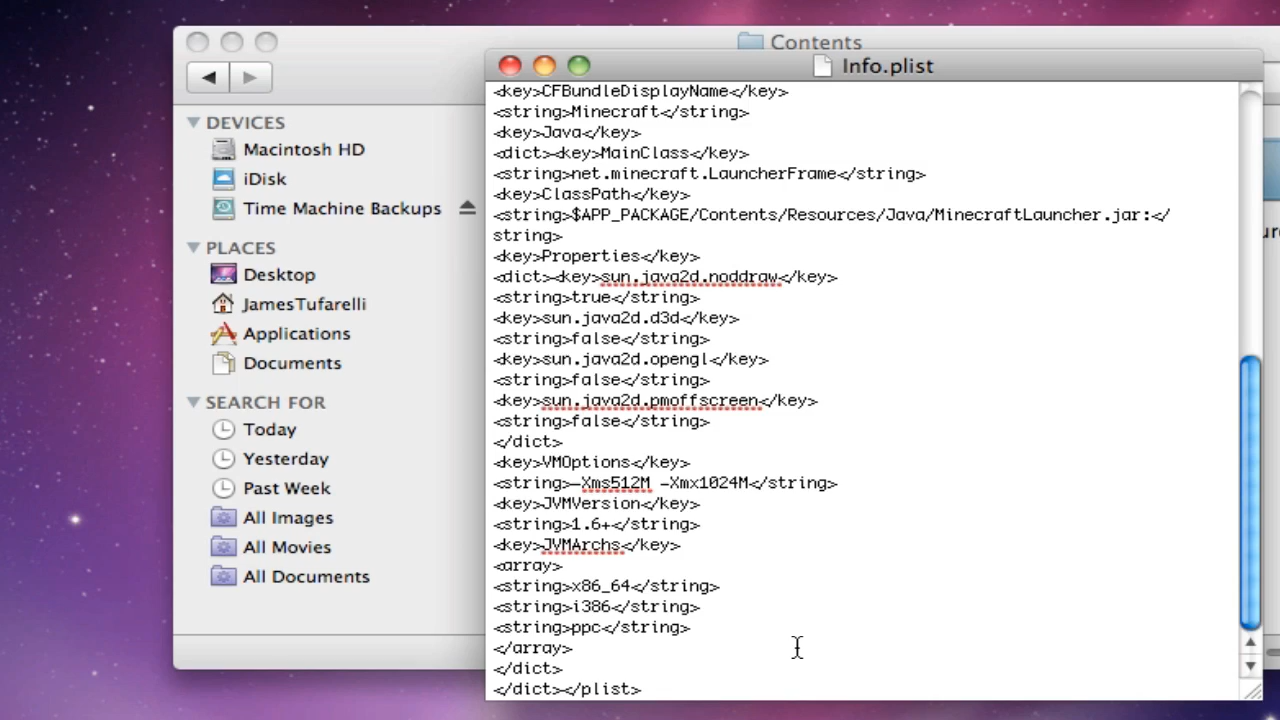 Contents
Info.plist
DEVICES
Macintosh HD
iDisk
Time Machine Backups
PLACES
Desktop
JamesTufarelli
Applications
Documents
SEARCH FOR
Today
Yesterday
Past Week
All Images
All Movies
All Documents
<key>CFBundleDisplayName</key>
<string>Minecraft</string>
<key>Java</key>
<dict><key>MainClass</key>
<string>net.minecraft.LauncherFrame</string>
<key>ClassPath</key>
<string>$APP_PACKAGE/Contents/Resources/Java/MinecraftLauncher.jar:</
string>
<key>Properties</key>
<dict><key>sun.java2d.noddraw</key>
<string>true</string>
<key>sun.java2d.d3d</key>
<string>false</string>
<key>sun.java2d.opengl</key>
<string>false</string>
<key>sun.java2d.pmoffscreen</key>
<string>false</string>
</dict>
<key>VMOptions</key>
<string>-Xms512M -Xmx1024M</string>
<key>JVMVersion</key>
<string>1.6+</string>
<key>JVMArchs</key>
<array>
<string>x86_64</string>
<string>i386</string>
<string>ppc</string>
</array>
</dict>
</dict></plist>